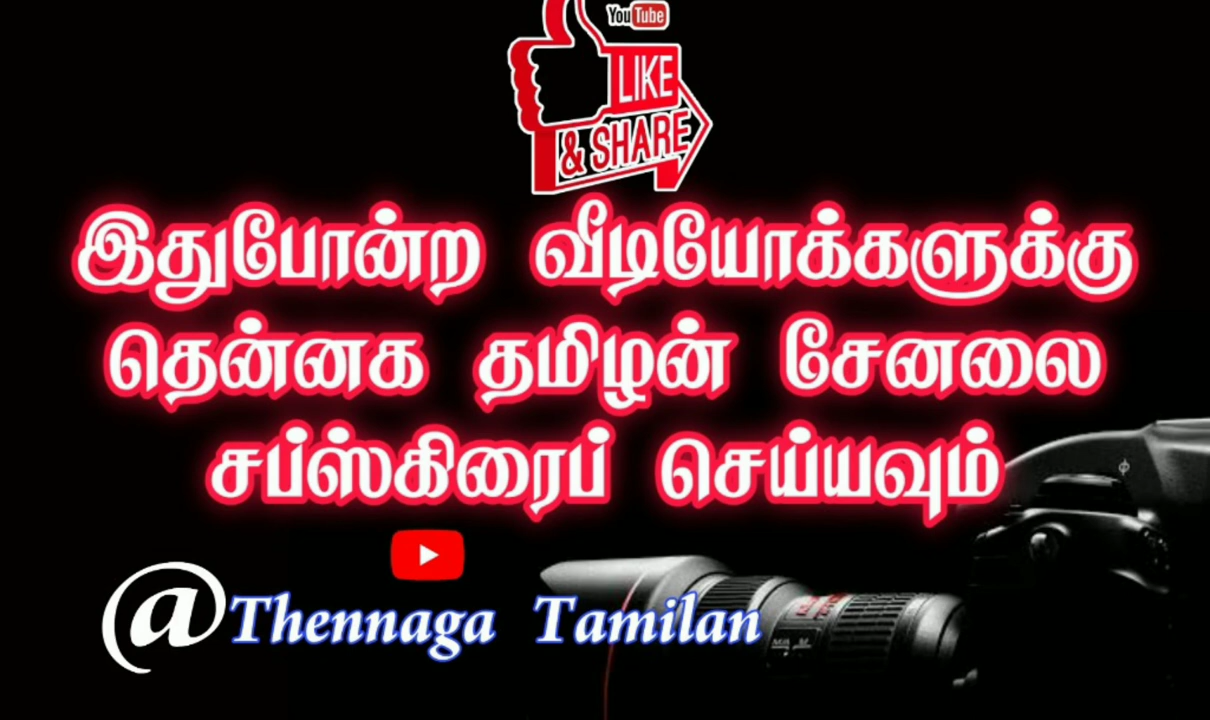 YouTube
LIKE
& SHARE
இதுபோன்ற வீடியோக்களுக்கு
தென்னக தமிழன் சேனலை
சப்ஸ்கிரைப் செய்யவும்
@Thennaga Tamilan